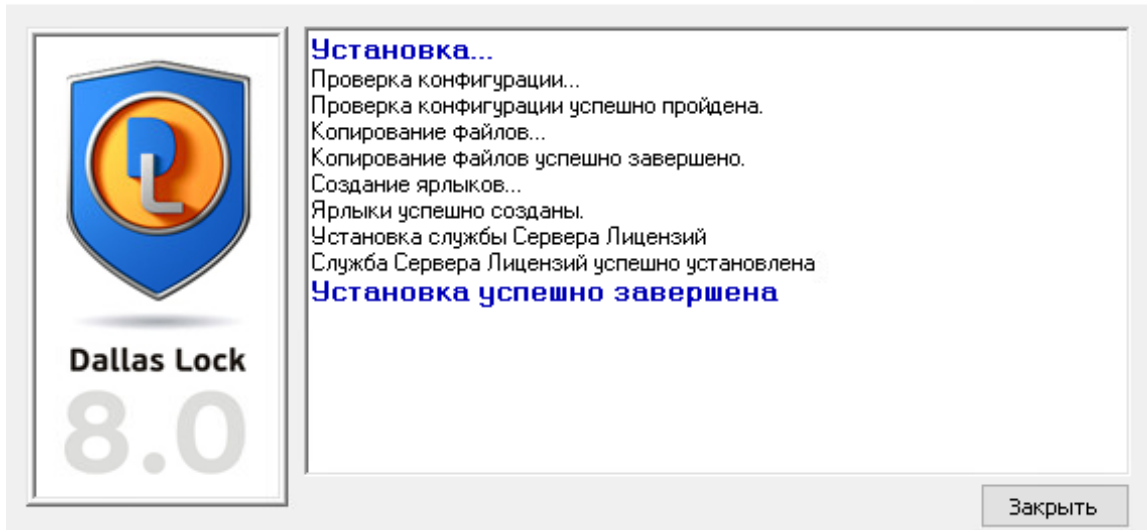 DL
Dallas Lock
8.0
Установка...
Проверка конфигурации...
Проверка конфигурации успешно пройдена.
Копирование файлов...
Копирование файлов успешно завершено.
Создание ярлыков...
Ярлыки успешно созданы.
Установка службы Сервера Лицензий
Служба Сервера Лицензий успешно установлена
Установка успешно завершена
Закрыть